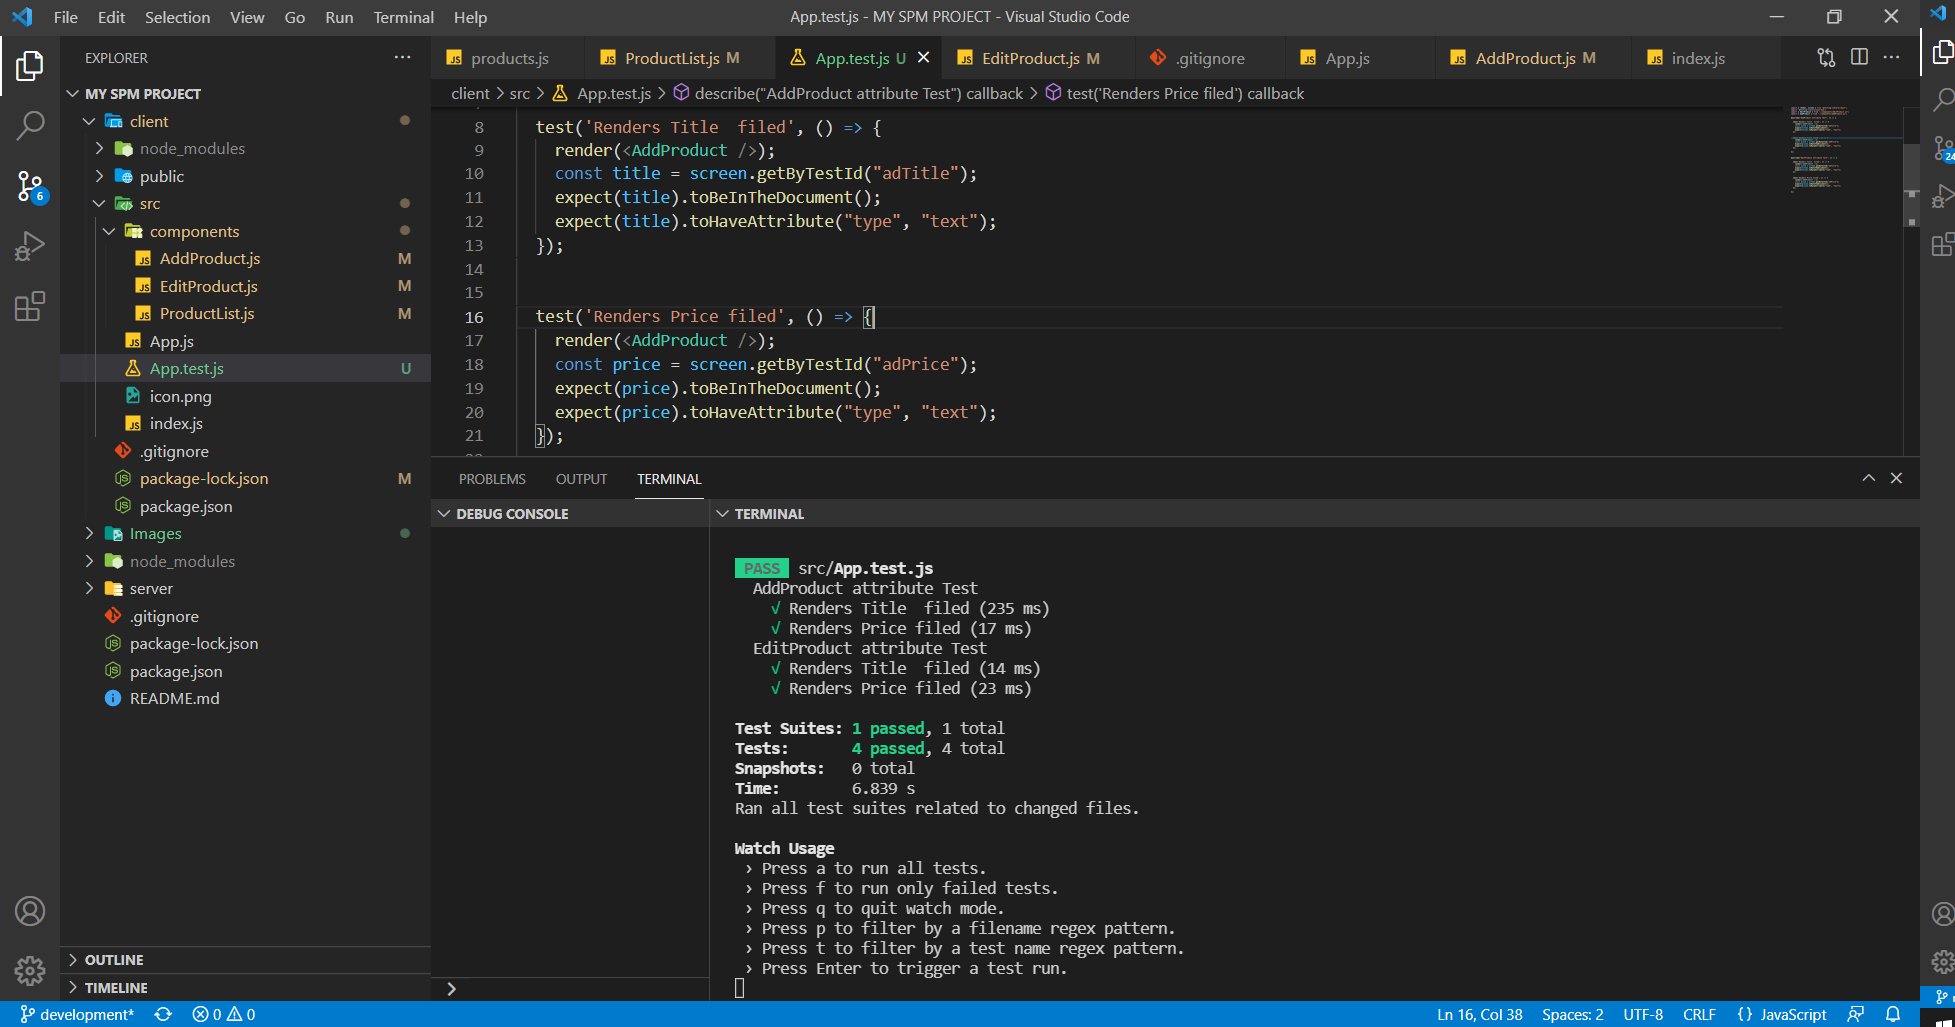 File Edit Selection View Go Run Terminal Help
App.test.js - MY SPM PROJECT - Visual Studio Code
EXPLORER
MY SPM PROJECT
client
node_modules
public
src
components
AddProduct.js M
EditProduct.js M
ProductList.js M
App.js
App.test.js U
icon.png
index.js
.gitignore
package-lock.json M
package.json
Images
node_modules
server
.gitignore
package-lock.json
package.json
README.md
OUTLINE
TIMELINE
6
products.js ProductList.js M App.test.js U EditProduct.js M .gitignore App.js AddProduct.js M index.js
client > src > App.test.js > describe("AddProduct attribute Test") callback > test('Renders Price filed') callback
8 test('Renders Title  filed', () => {
9 render(<AddProduct />);
10 const title = screen.getByTestId("adTitle");
11 expect(title).toBeInTheDocument();
12 expect(title).toHaveAttribute("type", "text");
13 });
14
15
16 test('Renders Price filed', () => {
17 render(<AddProduct />);
18 const price = screen.getByTestId("adPrice");
19 expect(price).toBeInTheDocument();
20 expect(price).toHaveAttribute("type", "text");
21 });
PROBLEMS OUTPUT TERMINAL
DEBUG CONSOLE
TERMINAL
PASS src/App.test.js
AddProduct attribute Test
√ Renders Title  filed (235 ms)
√ Renders Price filed (17 ms)
EditProduct attribute Test
√ Renders Title  filed (14 ms)
√ Renders Price filed (23 ms)
Test Suites: 1 passed, 1 total
Tests: 4 passed, 4 total
Snapshots: 0 total
Time: 6.839 s
Ran all test suites related to changed files.
Watch Usage
› Press a to run all tests.
› Press f to run only failed tests.
› Press q to quit watch mode.
› Press p to filter by a filename regex pattern.
› Press t to filter by a test name regex pattern.
› Press Enter to trigger a test run.
24
development* 0 0 Ln 16, Col 38 Spaces: 2 UTF-8 CRLF {} JavaScript